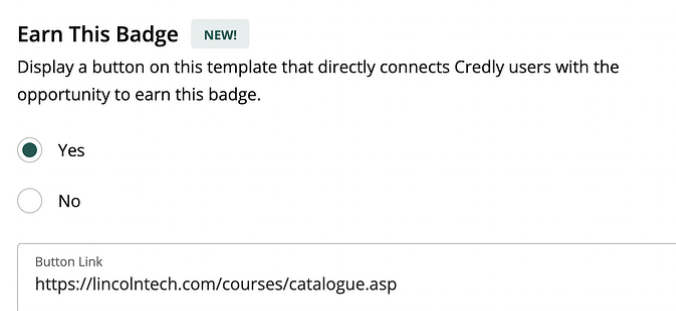 Earn This Badge NEW!
Display a button on this template that directly connects Credly users with the
opportunity to earn this badge.
Yes
No
Button Link
https://lincolntech.com/courses/catalogue.asp